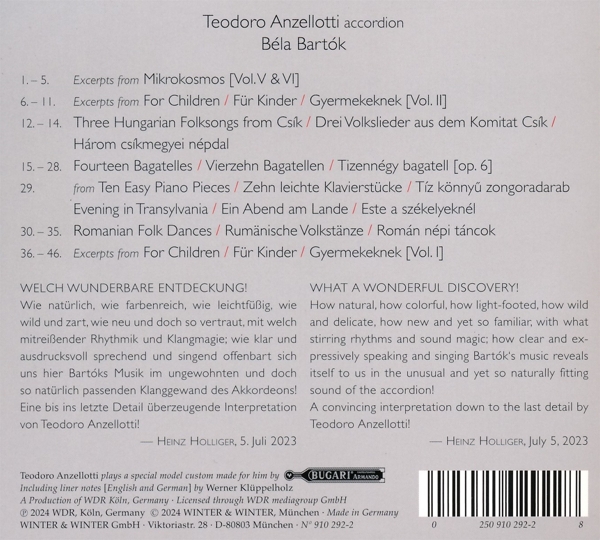 Teodoro Anzellotti accordion
Béla Bartók
1. – 5. Excerpts from Mikrokosmos [Vol. V & VI]
6. – 11. Excerpts from For Children / Für Kinder / Gyermekeknek [Vol. II]
12. – 14. Three Hungarian Folksongs from Csík / Drei Volkslieder aus dem Komitat Csík /
Három csíkmegyei népdal
15. – 28. Fourteen Bagatelles / Vierzehn Bagatellen / Tizennégy bagatell [op. 6]
29. from Ten Easy Piano Pieces / Zehn leichte Klavierstücke / Tíz könnyű zongoradarab
Evening in Transylvania / Ein Abend am Lande / Este a székelyeknél
30. – 35. Romanian Folk Dances / Rumänische Volkstänze / Román népi táncok
36. – 46. Excerpts from For Children / Für Kinder / Gyermekeknek [Vol. I]
WELCH WUNDERBARE ENTDECKUNG!
Wie natürlich, wie farbenreich, wie leichtfüßig, wie
wild und zart, wie neu und doch so vertraut, mit welch
mitreißender Rhythmik und Klangmagie; wie klar und
ausdrucksvoll sprechend und singend offenbart sich
uns hier Bartóks Musik im ungewohnten und doch
so natürlich passenden Klanggewand des Akkordeons!
Eine bis ins letzte Detail überzeugende Interpretation
von Teodoro Anzellotti!
— HEINZ HOLLIGER, 5. Juli 2023
WHAT A WONDERFUL DISCOVERY!
How natural, how colorful, how light-footed, how wild
and delicate, how new and yet so familiar, with what
stirring rhythms and sound magic; how clear and ex-
pressively speaking and singing Bartók's music reveals
itself to us in the unusual and yet so naturally fitting
sound of the accordion!
A convincing interpretation down to the last detail by
Teodoro Anzellotti!
— HEINZ HOLLIGER, July 5, 2023
Teodoro Anzellotti plays a special model custom made for him by BUGARI ARMANDO
Including liner notes [English and German] by Werner Klüppelholz
A Production of WDR Köln, Germany · Licensed through WDR mediagroup GmbH
℗ 2024 WDR, Köln, Germany © 2024 WINTER & WINTER, München · Made in Germany
WINTER & WINTER GmbH · Viktoriastr. 28 · D-80803 München · N° 910 292-2
0 250 910 292-2 8